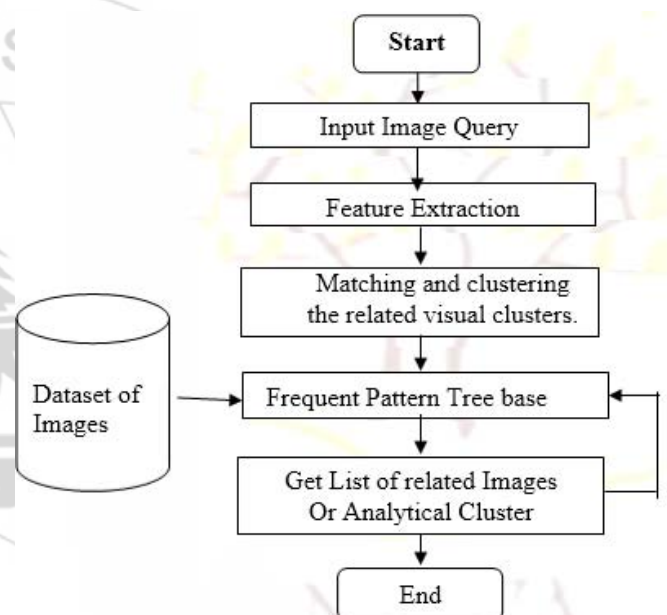 Start
Input Image Query
Feature Extraction
Matching and clustering
the related visual clusters.
Dataset of
Images
Frequent Pattern Tree base
Get List of related Images
Or Analytical Cluster
End